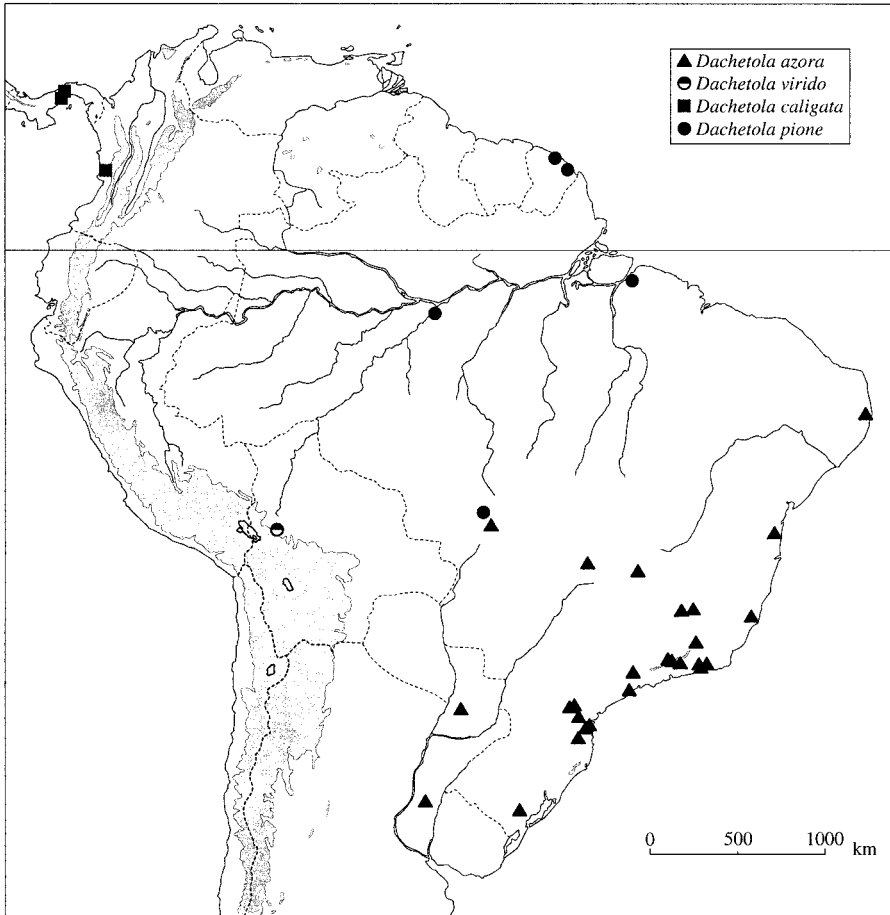 Dachetola azora
Dachetola virido
Dachetola caligata
Dachetola pione
0 500 1000
km